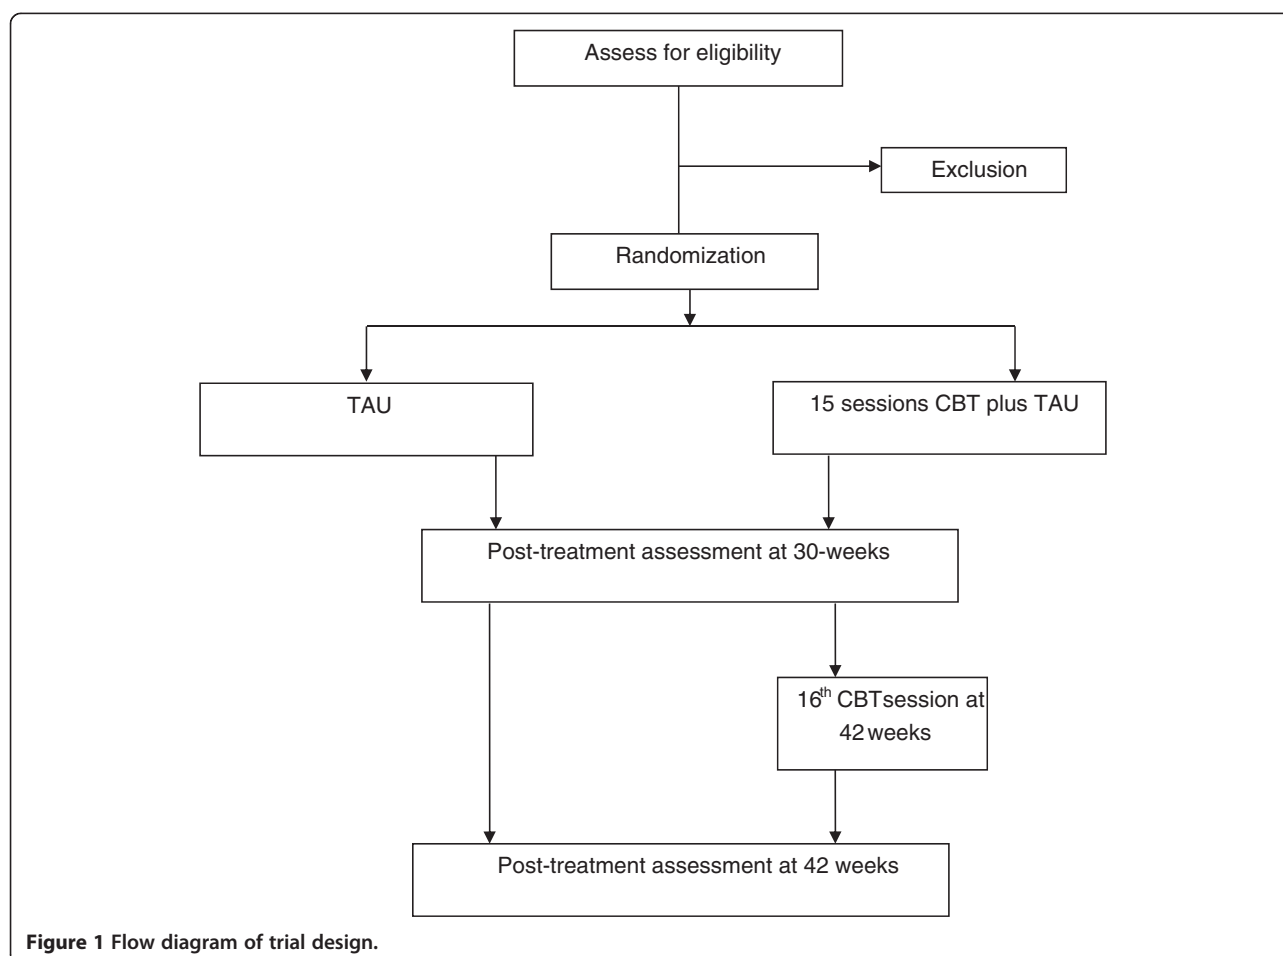 Assess for eligibility
Exclusion
Randomization
TAU
15 sessions CBT plus TAU
Post-treatment assessment at 30-weeks
16th CBTsession at
42 weeks
Post-treatment assessment at 42 weeks
Figure 1 Flow diagram of trial design.